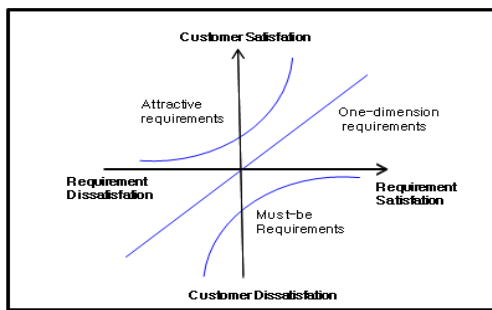 Customer Satisfation
Attractive
requirements
One-dimension
requirements
Requirement
Dissatisfation
Requirement
Satisfation
Must-be
Requirements
Customer Dissatisfation